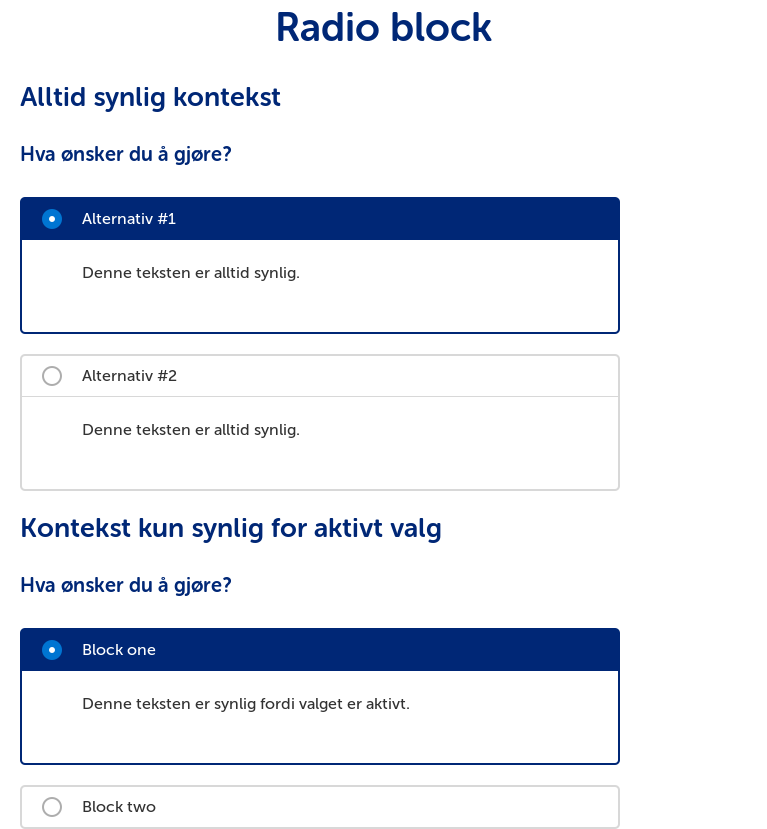 Radio block
Alltid synlig kontekst
Hva ønsker du å gjøre?
Alternativ #1
Denne teksten er alltid synlig.
Alternativ #2
Denne teksten er alltid synlig.
Kontekst kun synlig for aktivt valg
Hva ønsker du å gjøre?
Block one
Denne teksten er synlig fordi valget er aktivt.
Block two